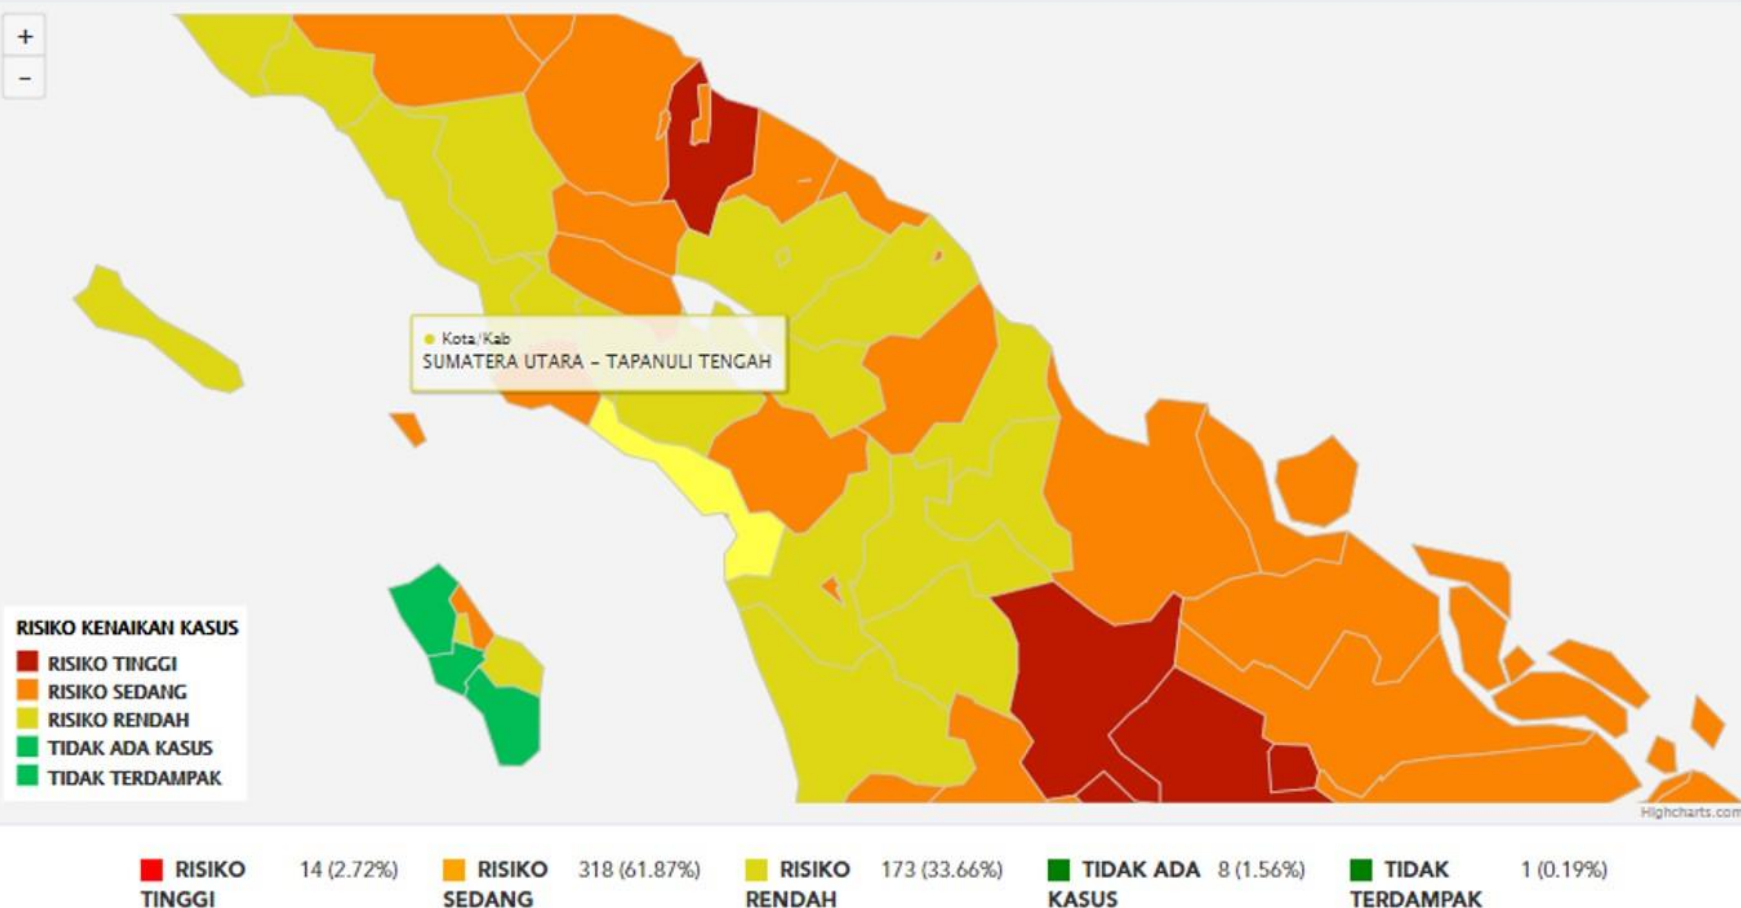 +
−
Kota/Kab
SUMATERA UTARA – TAPANULI TENGAH
RISIKO KENAIKAN KASUS
RISIKO TINGGI
RISIKO SEDANG
RISIKO RENDAH
TIDAK ADA KASUS
TIDAK TERDAMPAK
Highcharts.com
RISIKO TINGGI 14 (2.72%)
RISIKO SEDANG 318 (61.87%)
RISIKO RENDAH 173 (33.66%)
TIDAK ADA KASUS 8 (1.56%)
TIDAK TERDAMPAK 1 (0.19%)